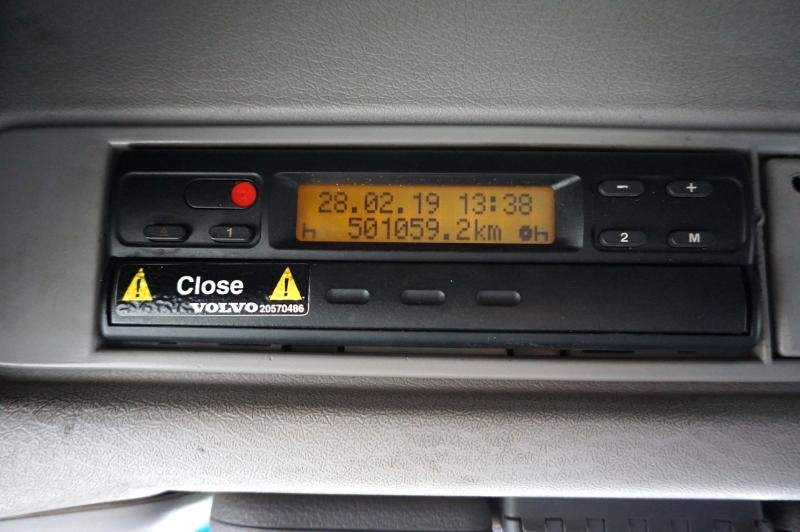 28.02.19 13:38
501059.2km
1
- +
2 M
Close
VOLVO 20570486